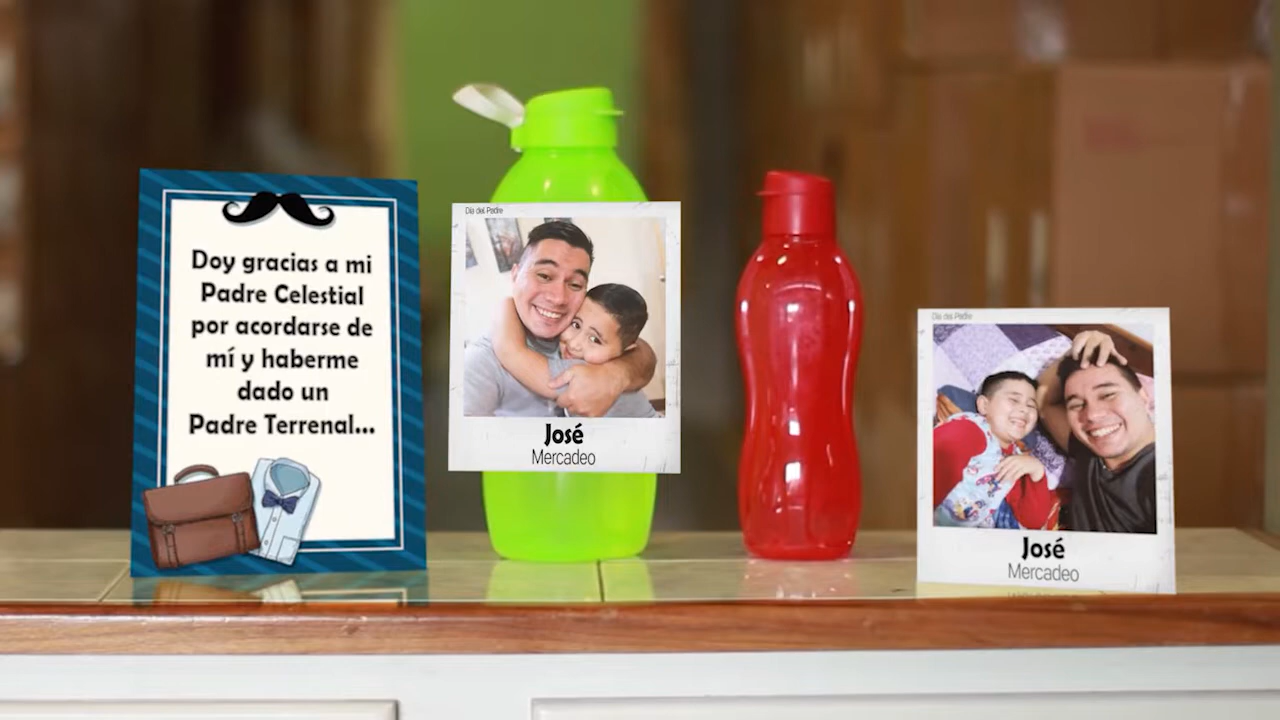 Doy gracias a mi
Padre Celestial
por acordarse de
mí y haberme
dado un
Padre Terrenal...
Día del Padre
José
Mercadeo
Día del Padre
José
Mercadeo